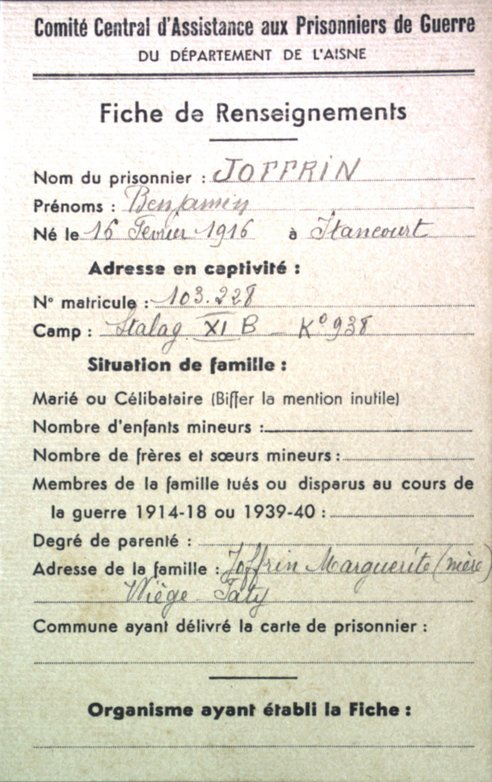 Comité Central d'Assistance aux Prisonniers de Guerre
DU DÉPARTEMENT DE L'AISNE
Fiche de Renseignements
Nom du prisonnier : JOFFRIN
Prénoms : Benjamin
Né le 16 Fevrier 1916 à Itancourt
Adresse en captivité :
N° matricule : 103.228
Camp : Stalag XI B - K° 938
Situation de famille :
Marié ou Célibataire (Biffer la mention inutile)
Nombre d'enfants mineurs :
Nombre de frères et sœurs mineurs :
Membres de la famille tués ou disparus au cours de
la guerre 1914-18 ou 1939-40 :
Degré de parenté :
Adresse de la famille : Joffrin Marguerite (mère)
Wiège-Faty
Commune ayant délivré la carte de prisonnier :
Organisme ayant établi la Fiche :